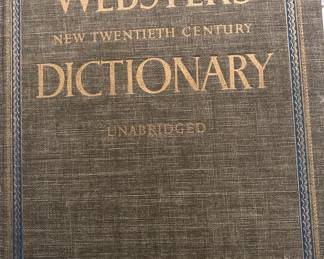 WEBSTER'S
NEW TWENTIETH CENTURY
DICTIONARY
UNABRIDGED